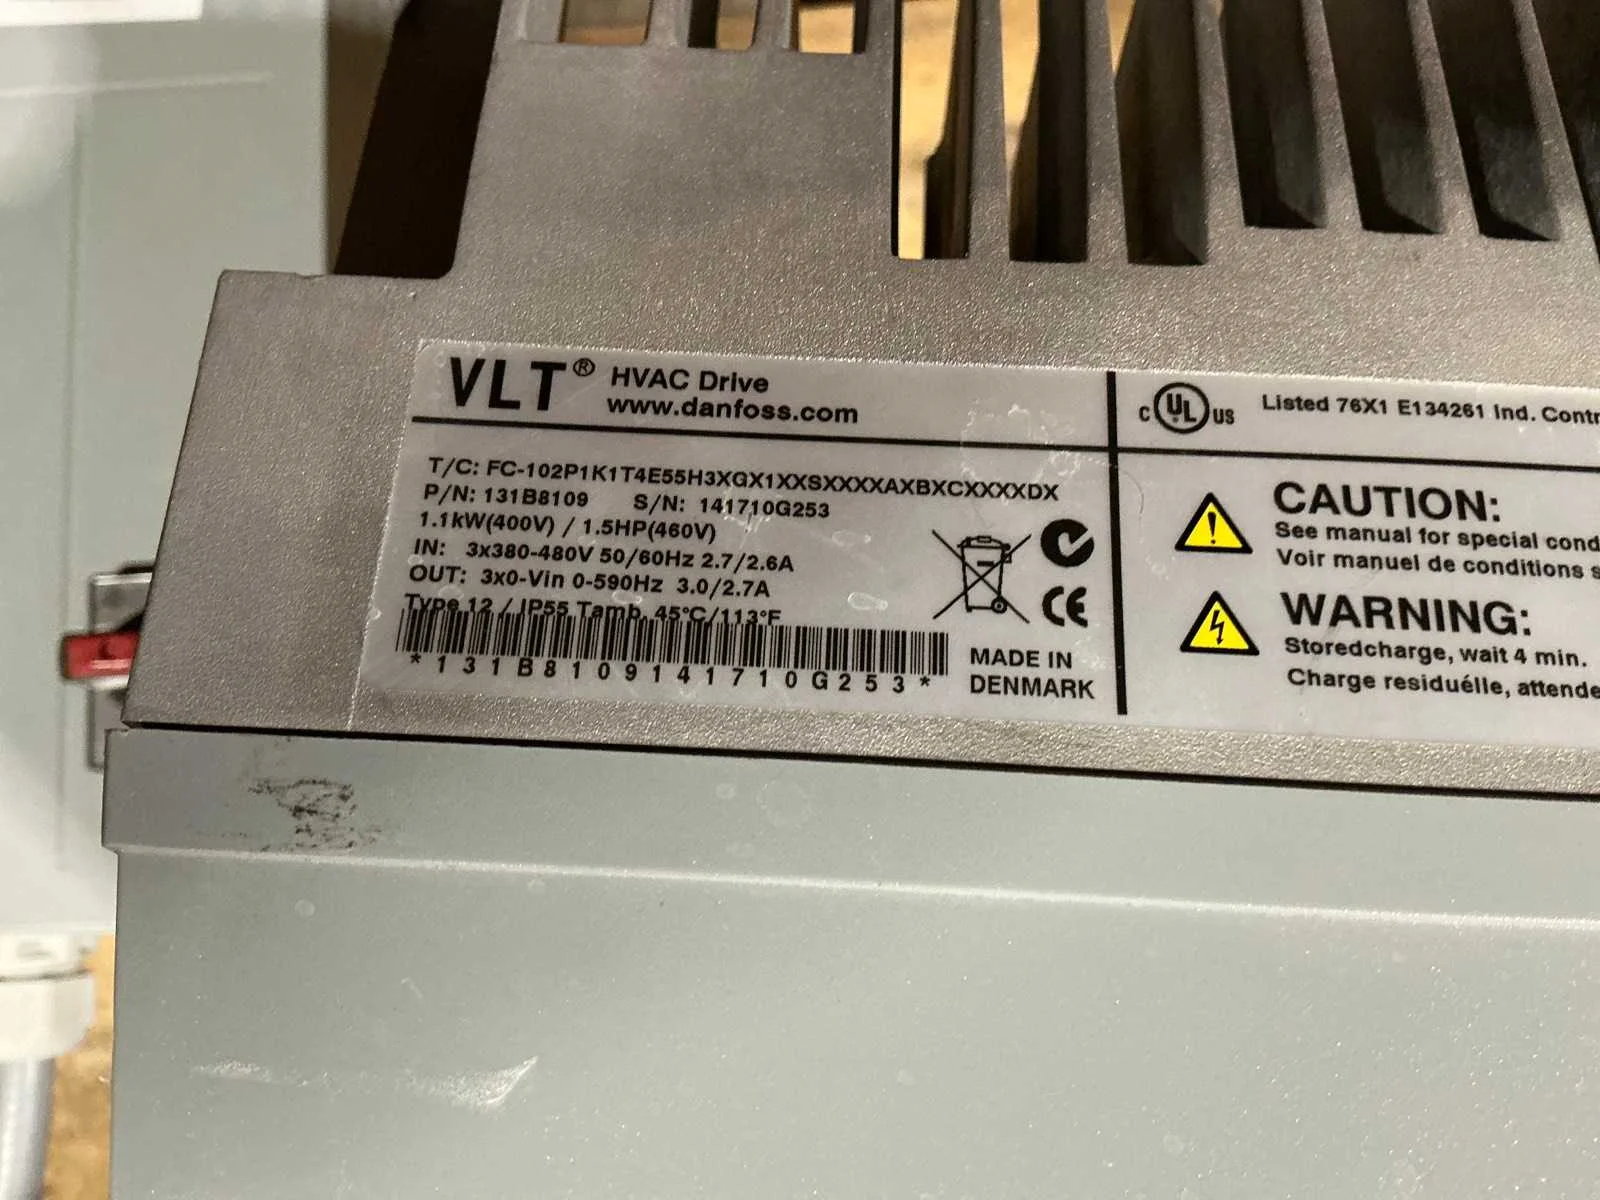 VLT® HVAC Drive
www.danfoss.com
T/C: FC-102P1K1T4E55H3XGX1XXSXXXXAXBXCXXXXDX
P/N: 131B8109 S/N: 141710G253
1.1kW(400V) / 1.5HP(460V)
IN: 3x380-480V 50/60Hz 2.7/2.6A
OUT: 3x0-Vin 0-590Hz 3.0/2.7A
Type 12 / IP55 Tamb. 45°C/113°F
*131B8109141710G253*
MADE IN
DENMARK
CE
C UL US Listed 76X1 E134261 Ind. Contr
CAUTION:
See manual for special cond
Voir manuel de conditions s
WARNING:
Storedcharge, wait 4 min.
Charge residuélle, attende